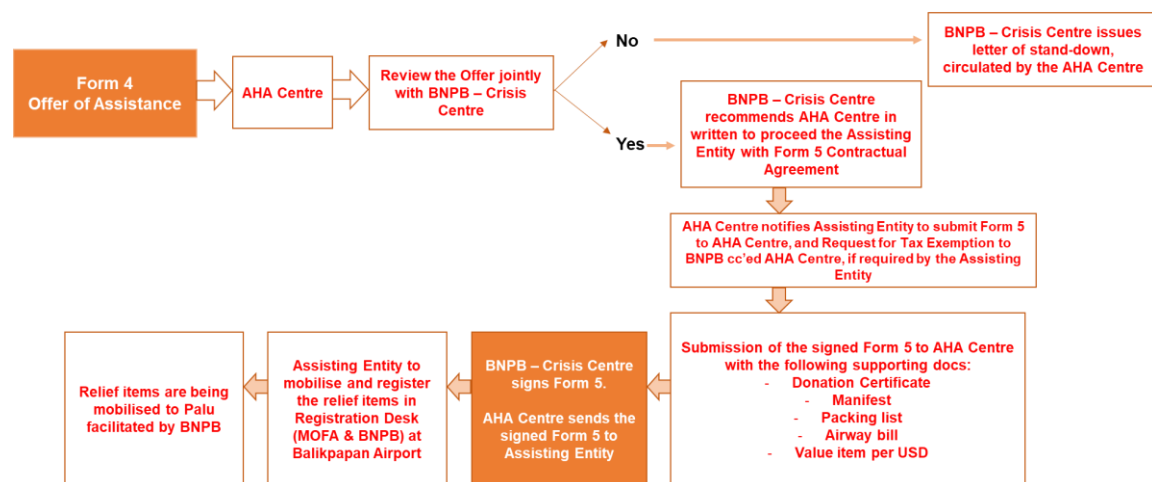 Form 4
Offer of Assistance
AHA Centre
Review the Offer jointly
with BNPB – Crisis
Centre
No
BNPB – Crisis Centre issues
letter of stand-down,
circulated by the AHA Centre
Yes
BNPB – Crisis Centre
recommends AHA Centre in
written to proceed the Assisting
Entity with Form 5 Contractual
Agreement
AHA Centre notifies Assisting Entity to submit Form 5
to AHA Centre, and Request for Tax Exemption to
BNPB cc'ed AHA Centre, if required by the Assisting
Entity
Submission of the signed Form 5 to AHA Centre
with the following supporting docs:
- Donation Certificate
- Manifest
- Packing list
- Airway bill
- Value item per USD
BNPB – Crisis Centre
signs Form 5.
AHA Centre sends the
signed Form 5 to
Assisting Entity
Assisting Entity to
mobilise and register
the relief items in
Registration Desk
(MOFA & BNPB) at
Balikpapan Airport
Relief items are being
mobilised to Palu
facilitated by BNPB